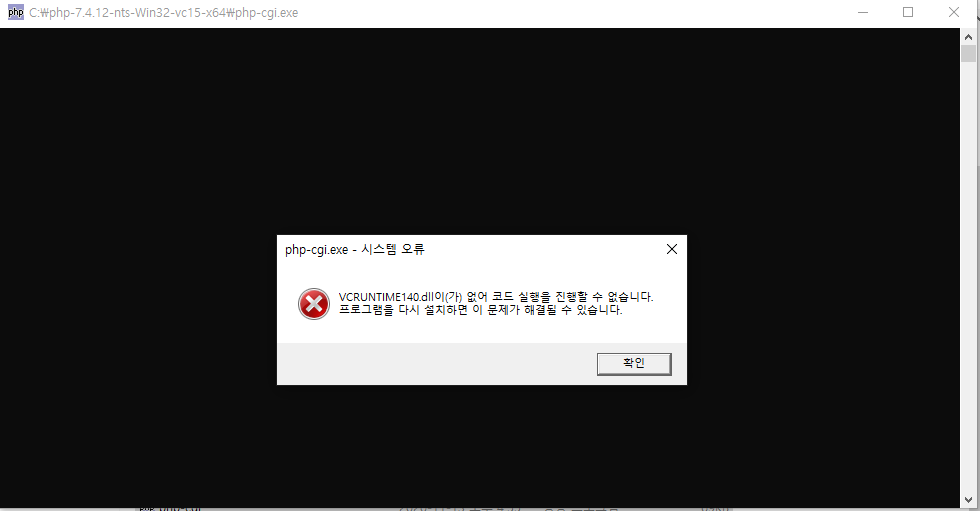 php C:₩php-7.4.12-nts-Win32-vc15-x64₩php-cgi.exe
php-cgi.exe - 시스템 오류
VCRUNTIME140.dll이(가) 없어 코드 실행을 진행할 수 없습니다.
프로그램을 다시 설치하면 이 문제가 해결될 수 있습니다.
확인